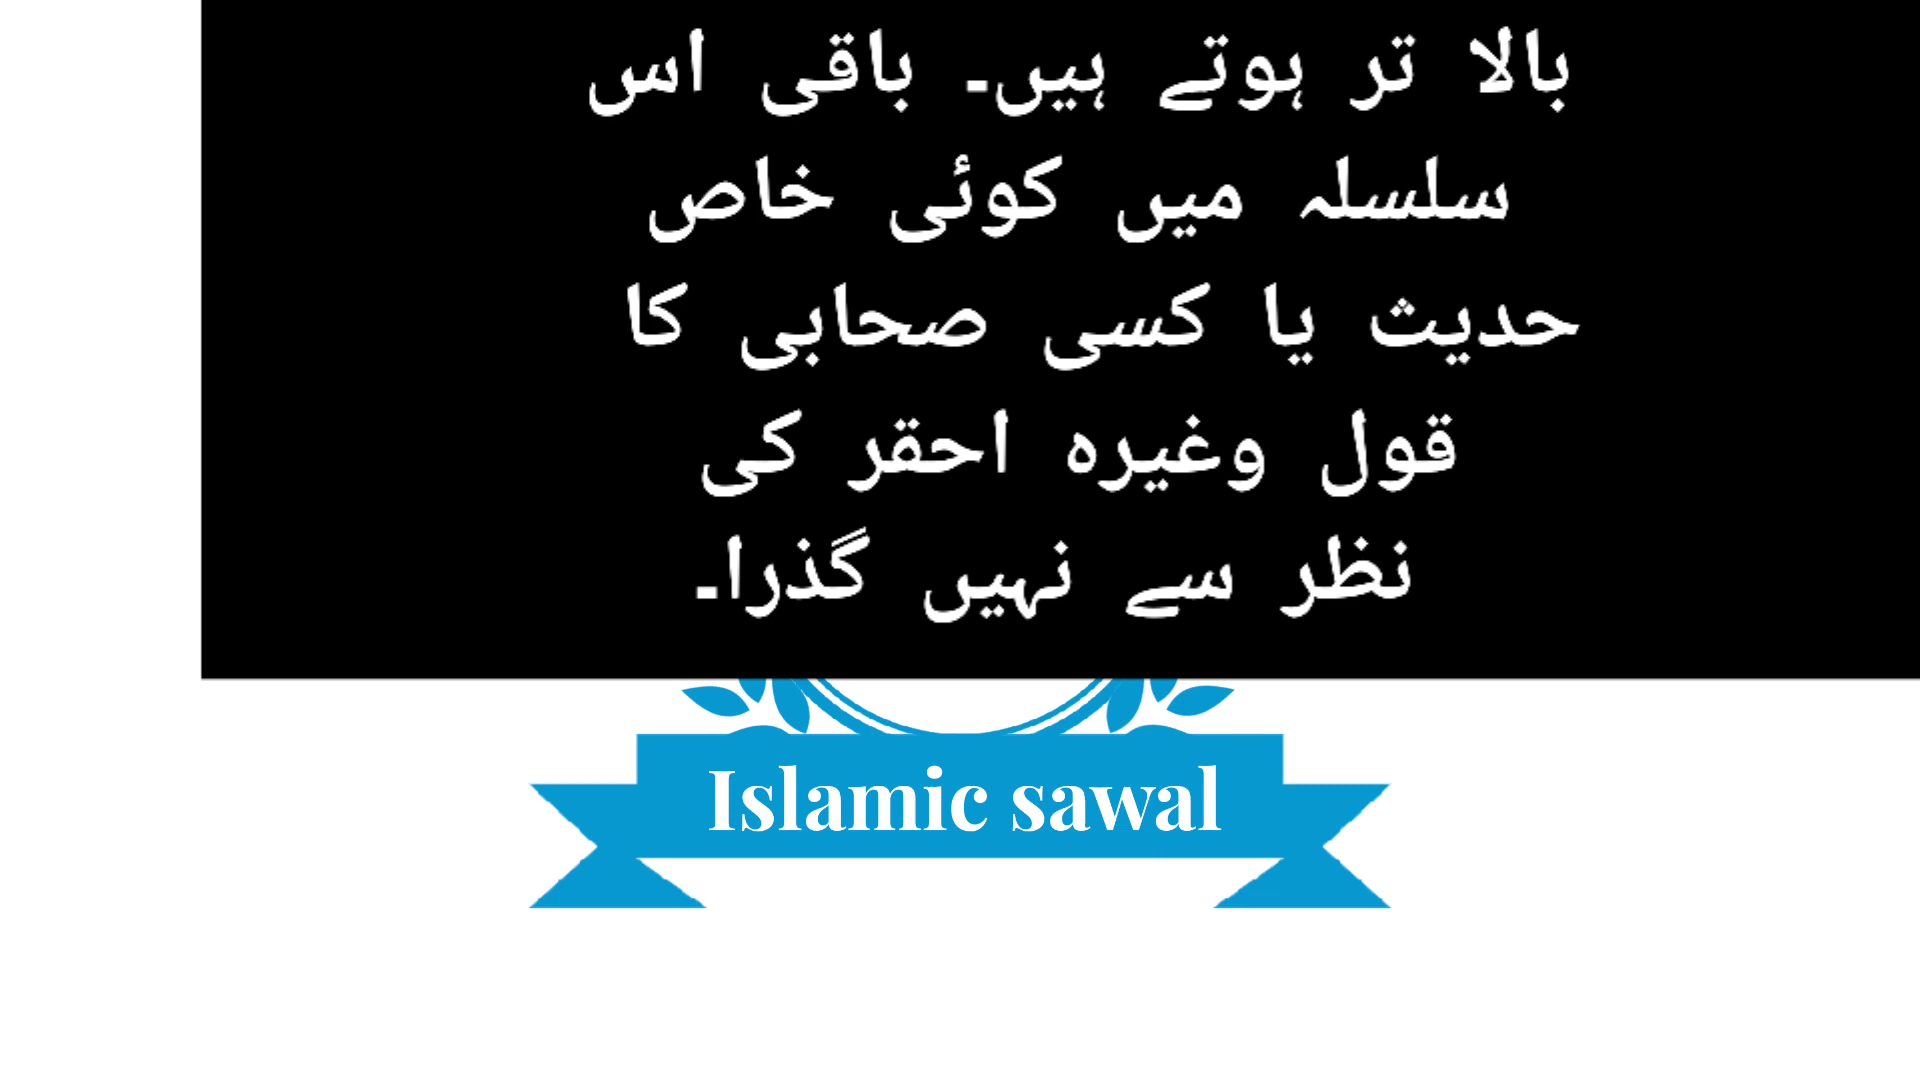 بالا تر ہوتے ہیں۔ باقی اس
سلسلہ میں کوئی خاص
حدیث یا کسی صحابی کا
قول وغیرہ احقر کی
نظر سے نہیں گذرا۔
Islamic sawal